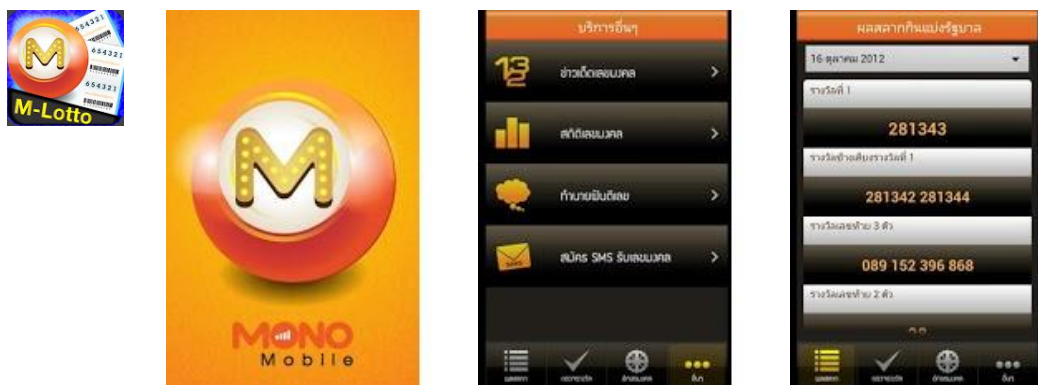 654321
654321
654321
M
M-Lotto
M
MONO
Mobile
บริการอื่นๆ
ข่าวเด็ดเลขมงคล
สถิติเลขมงคล
ทำนายฝันตีเลข
สมัคร SMS รับเลขมงคล
ผลสลากกินแบ่งรัฐบาล
16 ตุลาคม 2012
รางวัลที่ 1
281343
รางวัลข้างเคียงรางวัลที่ 1
281342 281344
รางวัลเลขท้าย 3 ตัว
089 152 396 868
รางวัลเลขท้าย 2 ตัว